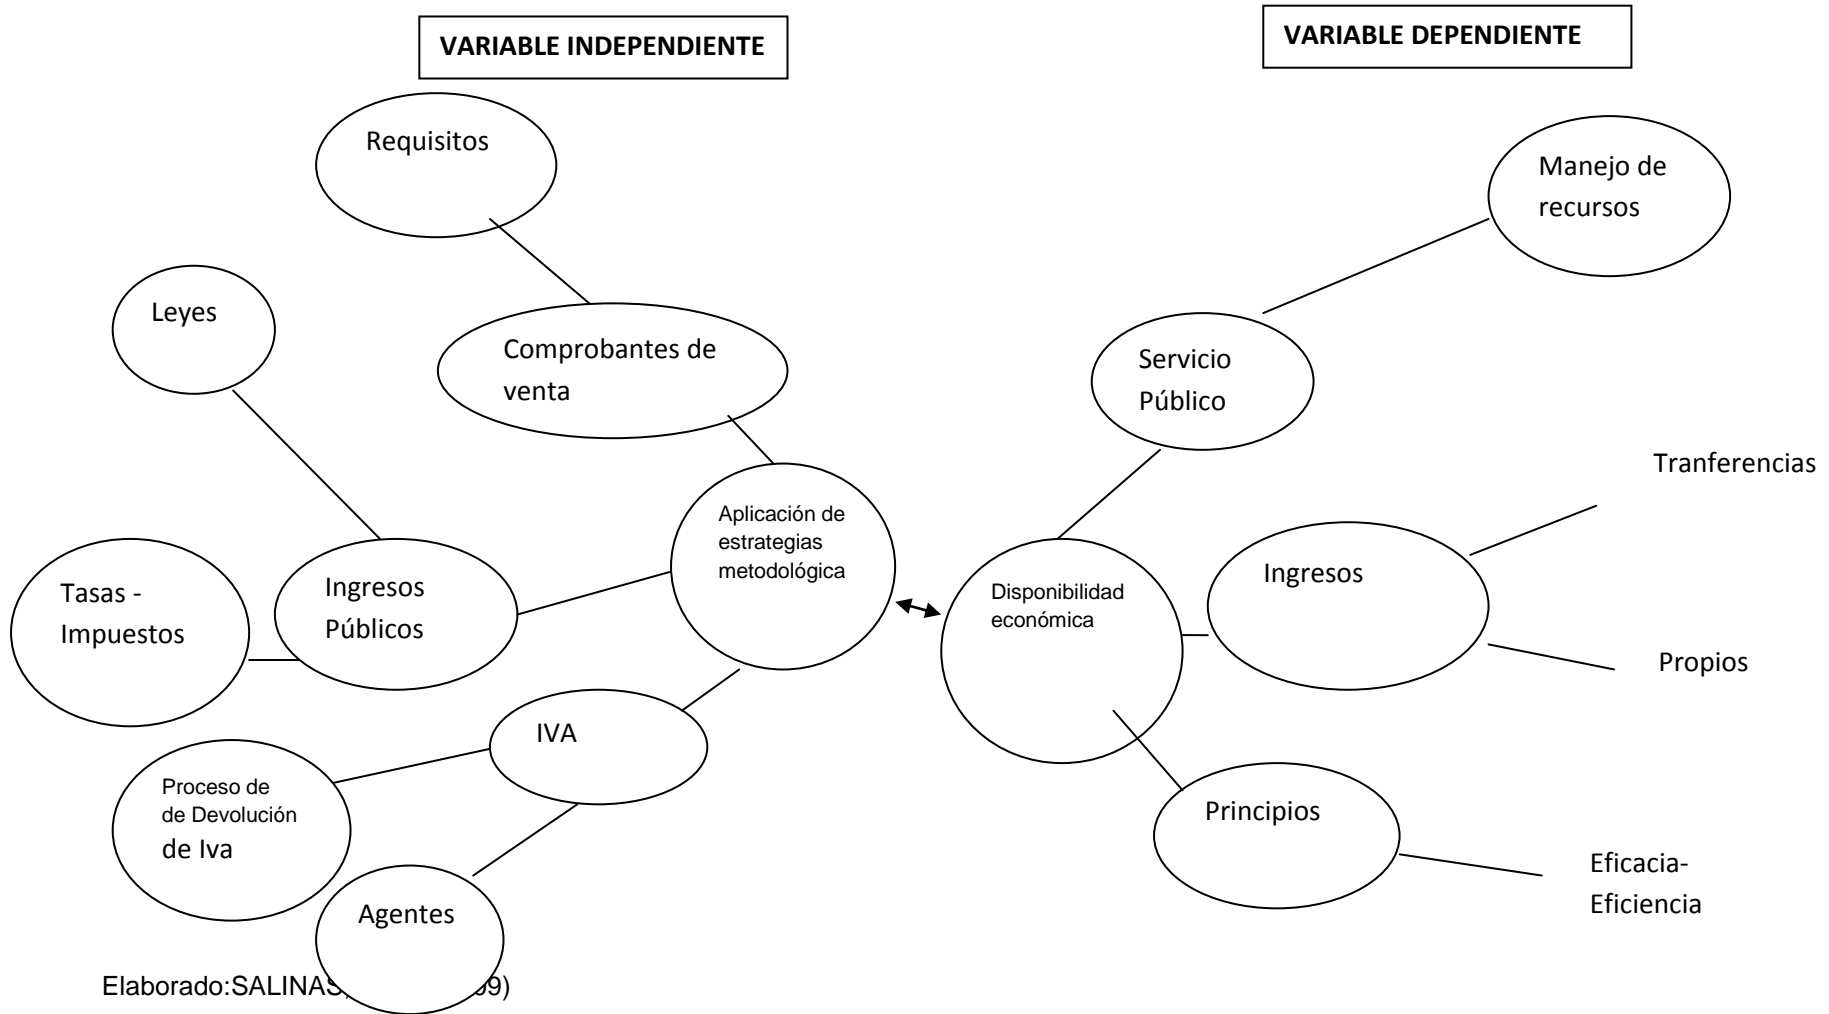 VARIABLE INDEPENDIENTE
VARIABLE DEPENDIENTE
Requisitos
Manejo de
recursos
Leyes
Comprobantes de
venta
Servicio
Público
Tranferencias
Aplicación de
estrategias
metodológica
Ingresos
Disponibilidad
económica
Ingresos
Públicos
Tasas -
Impuestos
Propios
IVA
Proceso de
de Devolución
de Iva
Principios
Eficacia-
Eficiencia
Agentes
Elaborado:SALINAS, 09)